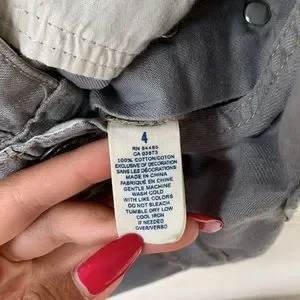 4
RN 54485
CA 03873
100% COTTON/COTON
EXCLUSIVE OF DECORATION
SANS LES DÉCORATIONS
MADE IN CHINA
FABRIQUÉ EN CHINE
GENTLE MACHINE
WASH COLD
WITH LIKE COLORS
DO NOT BLEACH
TUMBLE DRY LOW
COOL IRON
IF NEEDED
OVER/VERSO